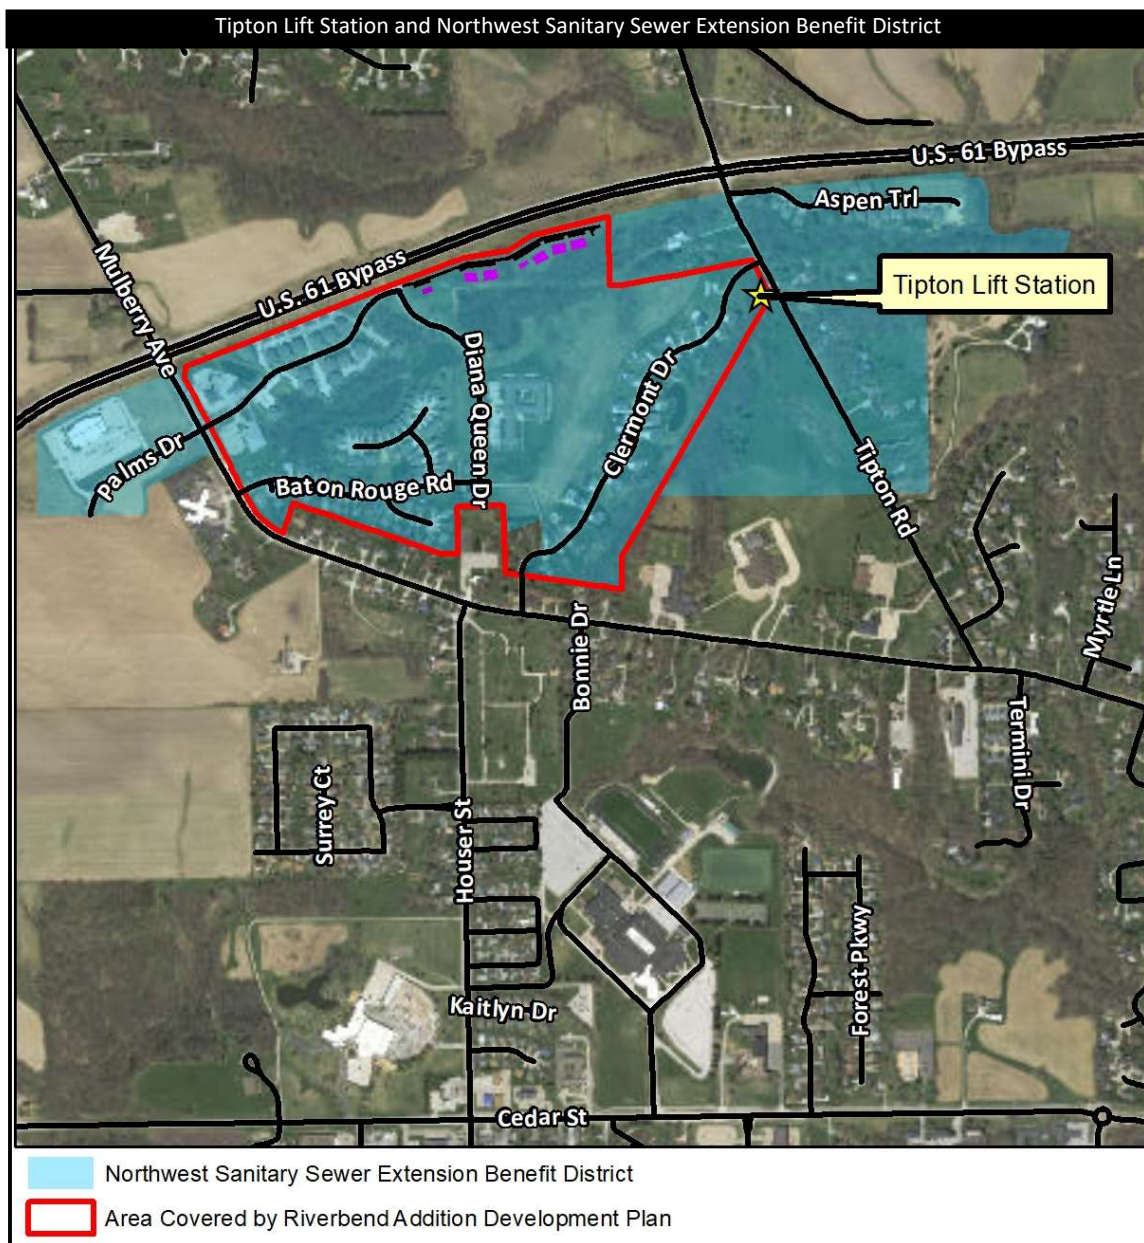 Tipton Lift Station and Northwest Sanitary Sewer Extension Benefit District
U.S. 61 Bypass
Aspen Trl
Mulberry Ave
U.S. 61 Bypass
Tipton Lift Station
Diana Queen Dr
Clermont Dr
Palms Dr
Baton Rouge Rd
Tipton Rd
Myrtle Ln
Bonnie Dr
Termini Dr
Surrey Ct
Houser St
Forest Pkwy
Kaitlyn Dr
Cedar St
Northwest Sanitary Sewer Extension Benefit District
Area Covered by Riverbend Addition Development Plan